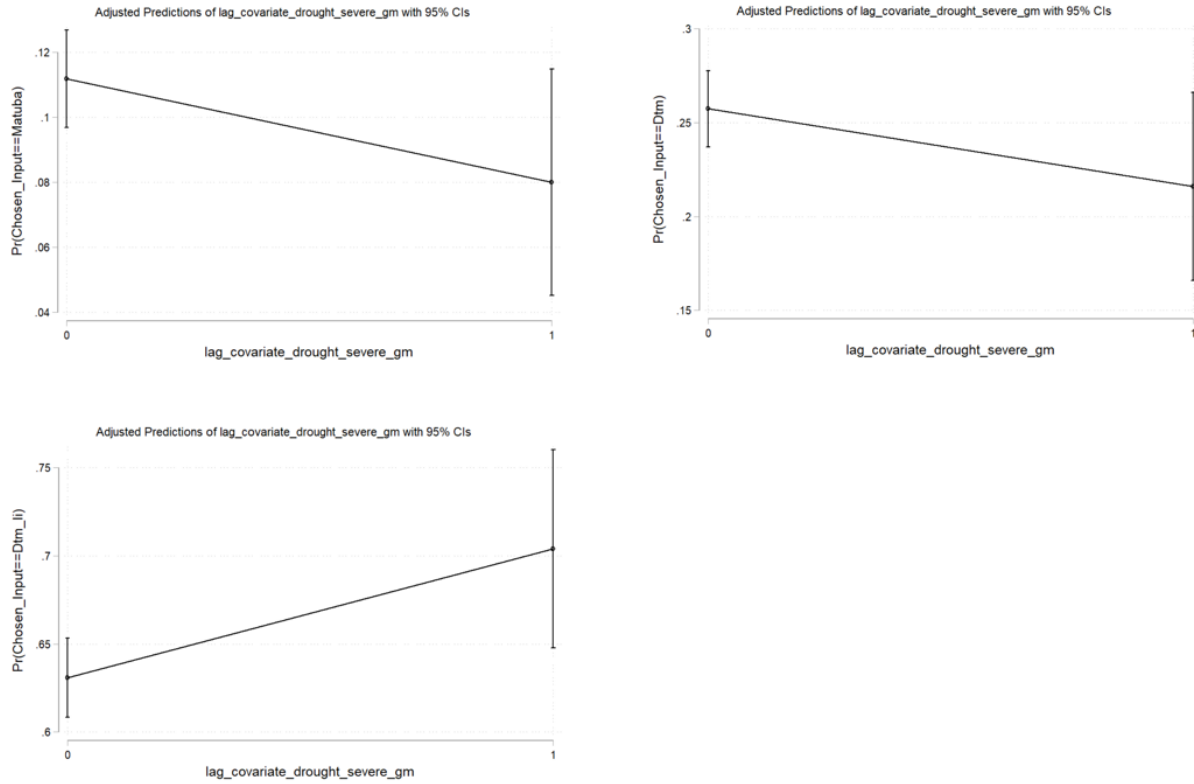 Adjusted Predictions of lag_covariate_drought_severe_gm with 95% CIs
Pr(Chosen_Input==Matuba)
.12
.1
.08
.06
.04
0
1
lag_covariate_drought_severe_gm
Adjusted Predictions of lag_covariate_drought_severe_gm with 95% CIs
Pr(Chosen_Input==Dtm)
.3
.25
.2
.15
0
1
lag_covariate_drought_severe_gm
Adjusted Predictions of lag_covariate_drought_severe_gm with 95% CIs
Pr(Chosen_Input==Dtm_Ii)
.75
.7
.65
.6
0
1
lag_covariate_drought_severe_gm